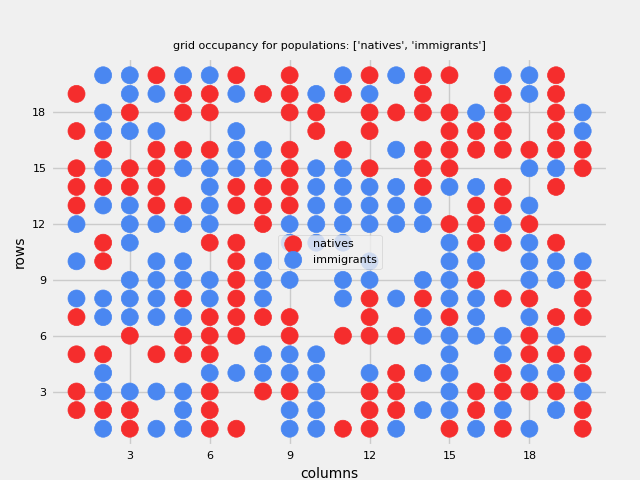 grid occupancy for populations: ['natives', 'immigrants']
18
15
12
9
6
3
rows
natives
immigrants
3
6
9
12
15
18
columns